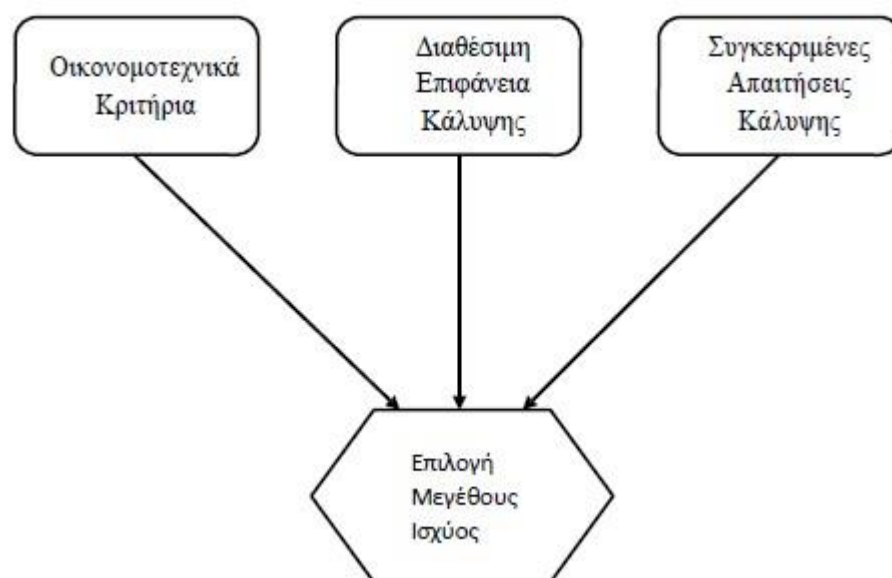 Οικονομοτεχνικά
Κριτήρια
Διαθέσιμη
Επιφάνεια
Κάλυψης
Συγκεκριμένες
Απαιτήσεις
Κάλυψης
Επιλογή
Μεγέθους
Ισχύος